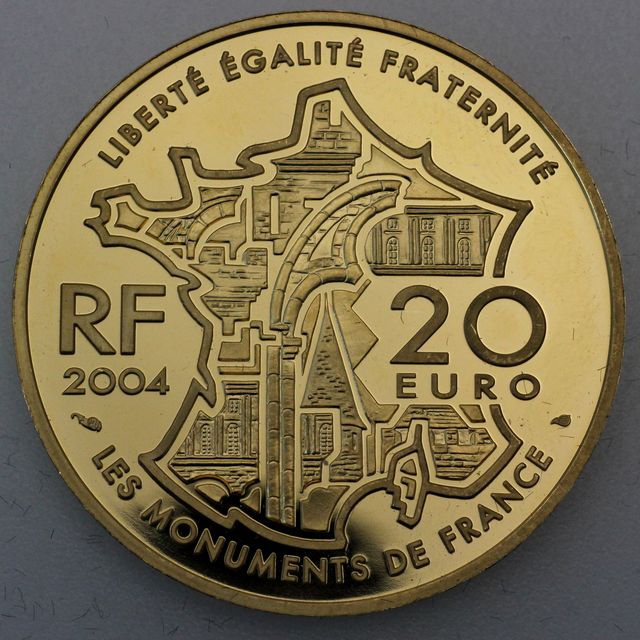 LIBERTÉ ÉGALITÉ FRATERNITÉ
RF
2004
20
EURO
LES MONUMENTS DE FRANCE